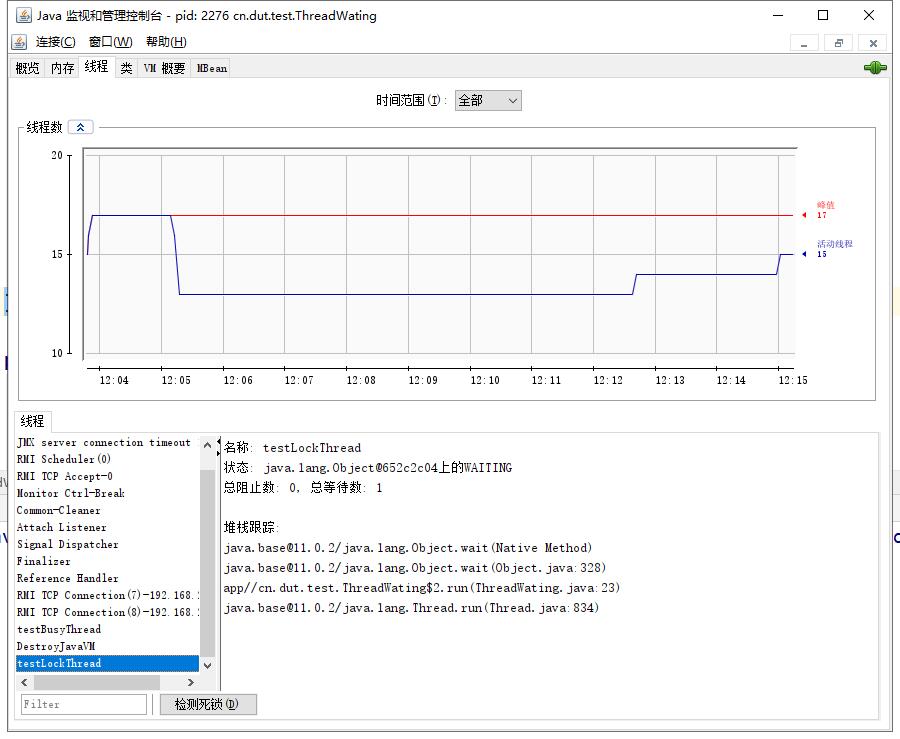 Java 监视和管理控制台 - pid: 2276 cn.dut.test.ThreadWating
连接(C) 窗口(W) 帮助(H)
概览 内存 线程 类 VM 概要 MBean
时间范围(T): 全部
线程数
20
15
10
峰值
17
活动线程
15
12:04 12:05 12:06 12:07 12:08 12:09 12:10 12:11 12:12 12:13 12:14 12:15
线程
JMX server connection timeout
RMI Scheduler(0)
RMI TCP Accept-0
Monitor Ctrl-Break
Common-Cleaner
Attach Listener
Signal Dispatcher
Finalizer
Reference Handler
RMI TCP Connection(7)-192.168.
RMI TCP Connection(8)-192.168.
testBusyThread
DestroyJavaVM
testLockThread
名称: testLockThread
状态: java.lang.Object@652c2c04上的WAITING
总阻止数: 0, 总等待数: 1
堆栈跟踪:
java.base@11.0.2/java.lang.Object.wait(Native Method)
java.base@11.0.2/java.lang.Object.wait(Object.java:328)
app//cn.dut.test.ThreadWating$2.run(ThreadWating.java:23)
java.base@11.0.2/java.lang.Thread.run(Thread.java:834)
Filter
检测死锁(D)